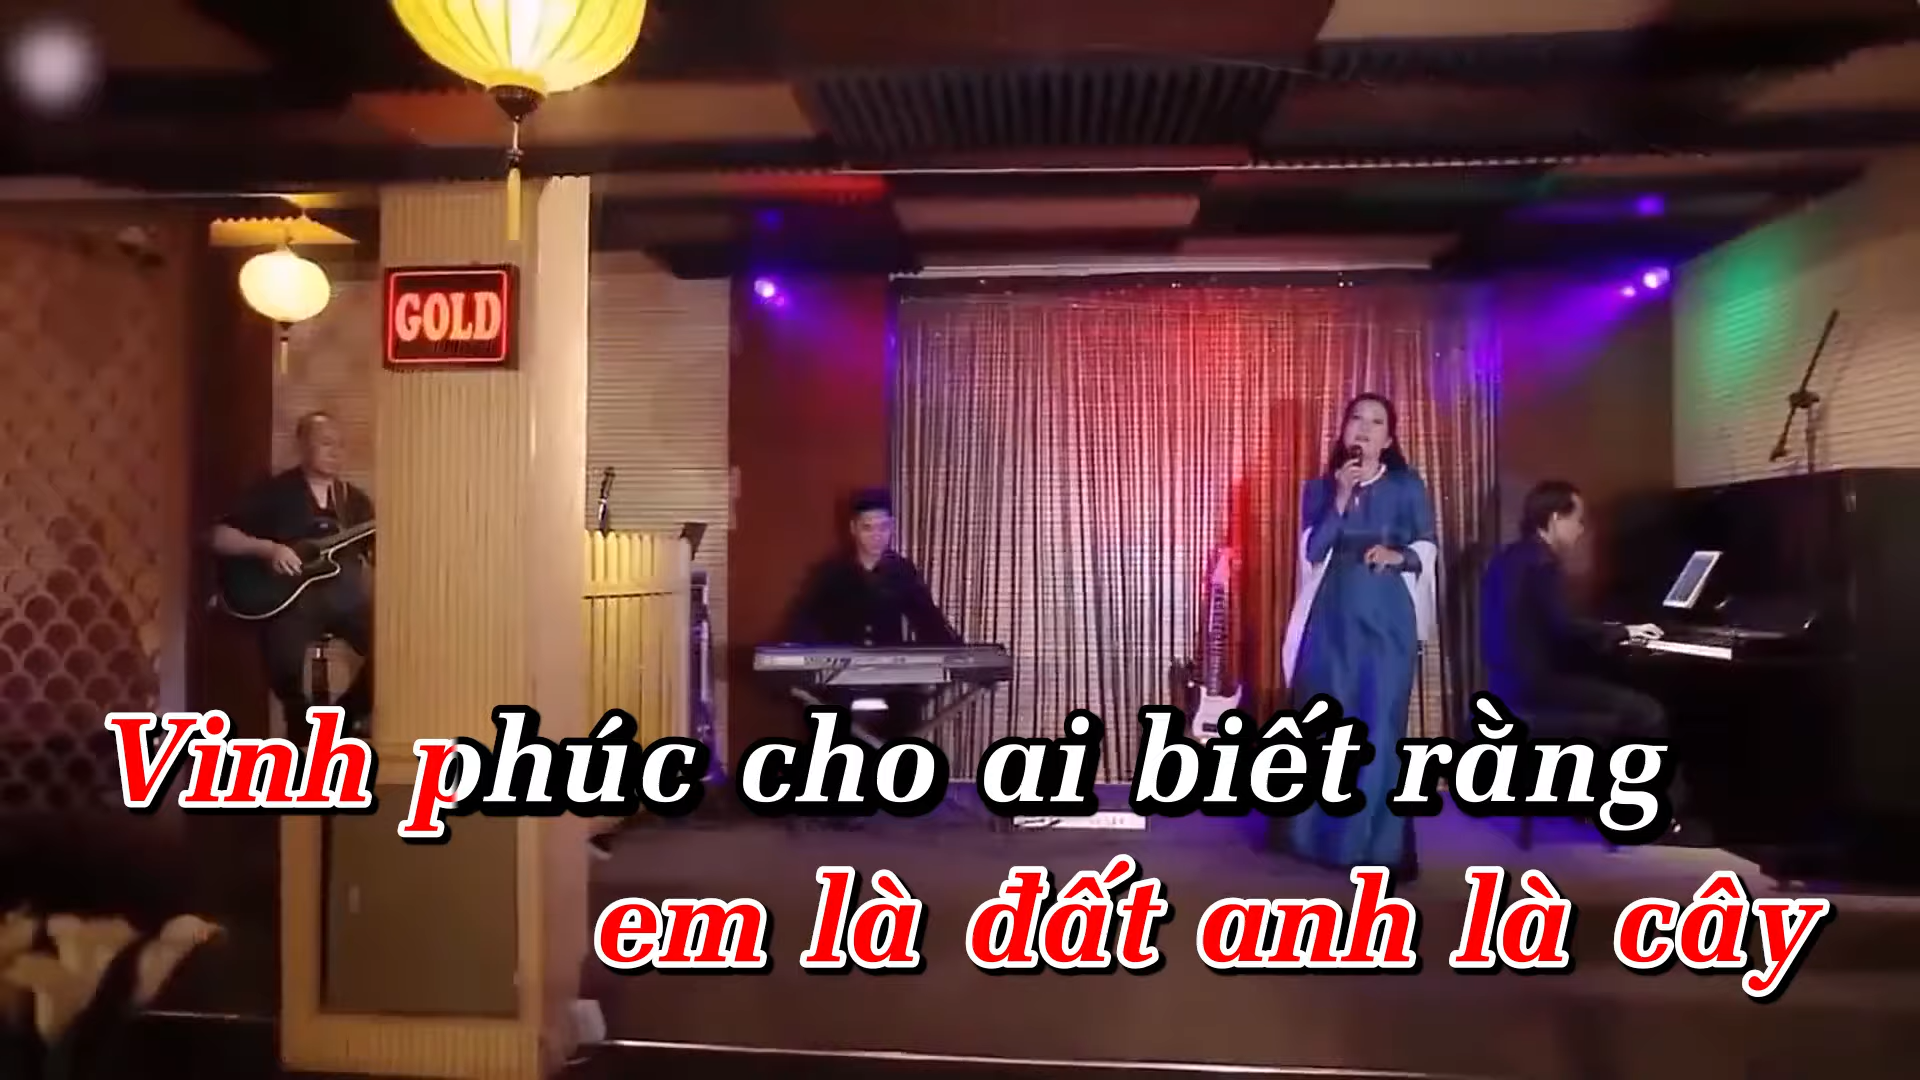 GOLD
Vinh phúc cho ai biết rằng
em là đất anh là cây